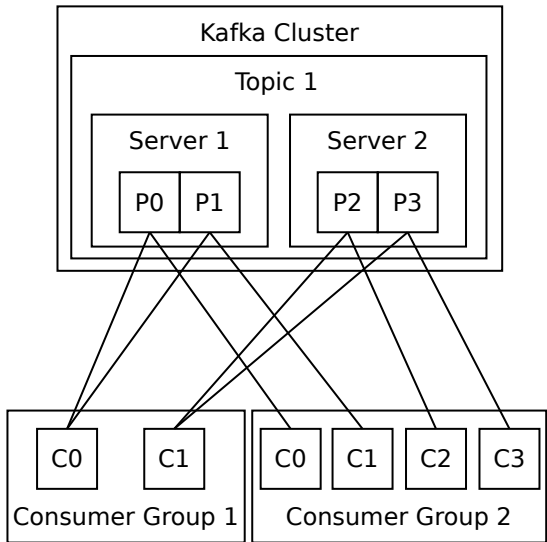 Kafka Cluster
Topic 1
Server 1 Server 2
P0 P1 P2 P3
C0 C1 C0 C1 C2 C3
Consumer Group 1 Consumer Group 2